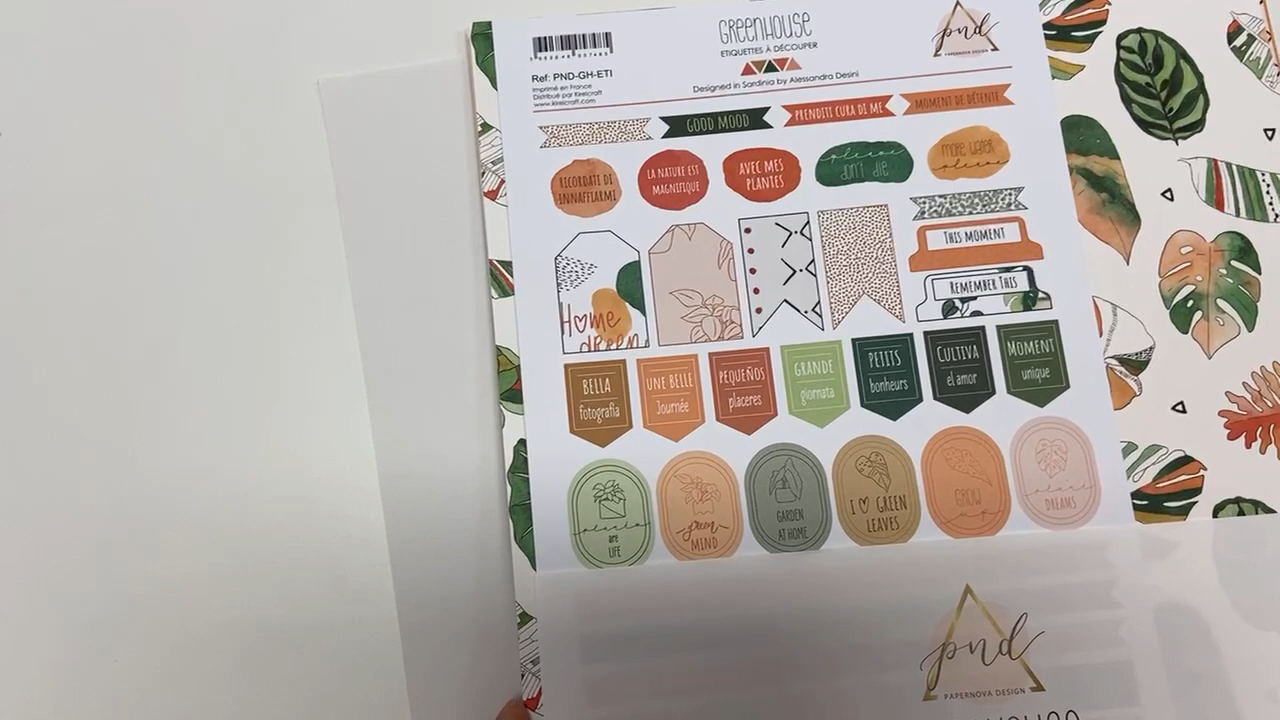 GREENHOUSE
ETIQUETTES À DÉCOUPER
Designed in Sardinia by Alessandra Desini
pnd
PAPERNOVA DESIGN
Ref: PND-GH-ETI
Imprimé en France
Distribué par Kreicraft
www.kreicraft.com
GOOD MOOD
PRENDITI CURA DI ME
MOMENT DE DÉTENTE
RICORDATI DI
INNAFFIARMI
LA NATURE EST
MAGNIFIQUE
AVEC MES
PLANTES
please
don't die
more water
please
THIS MOMENT
REMEMBER THIS
Home
green
BELLA
fotografia
UNE BELLE
Journée
PEQUEÑOS
placeres
GRANDE
giornata
PETITS
bonheurs
CULTIVA
el amor
MOMENT
unique
plants
are
LIFE
green
MIND
GARDEN
AT HOME
I ♡ GREEN
LEAVES
GROW
up
plant
DREAMS
pnd
PAPERNOVA DESIGN